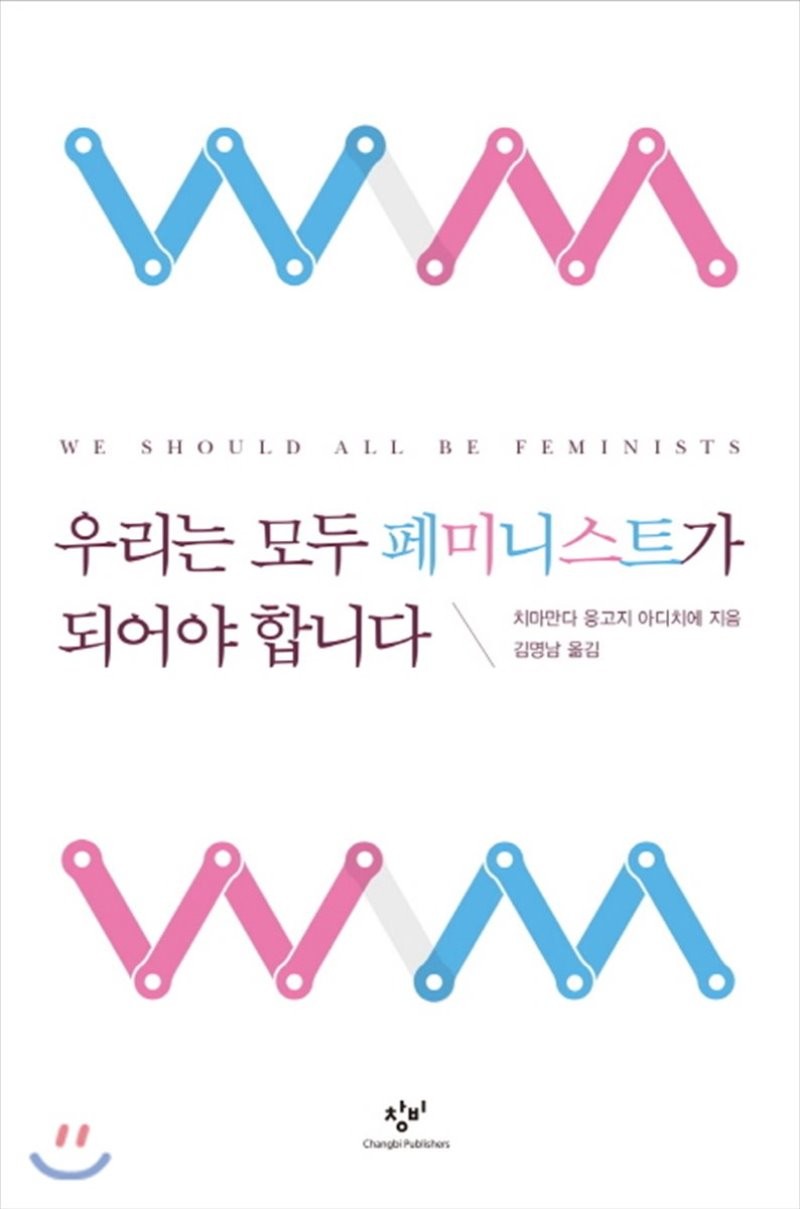 WE SHOULD ALL BE FEMINISTS
우리는 모두 페미니스트가
되어야 합니다
치마만다 응고지 아디치에 지음
김명남 옮김
창비
Changbi Publishers